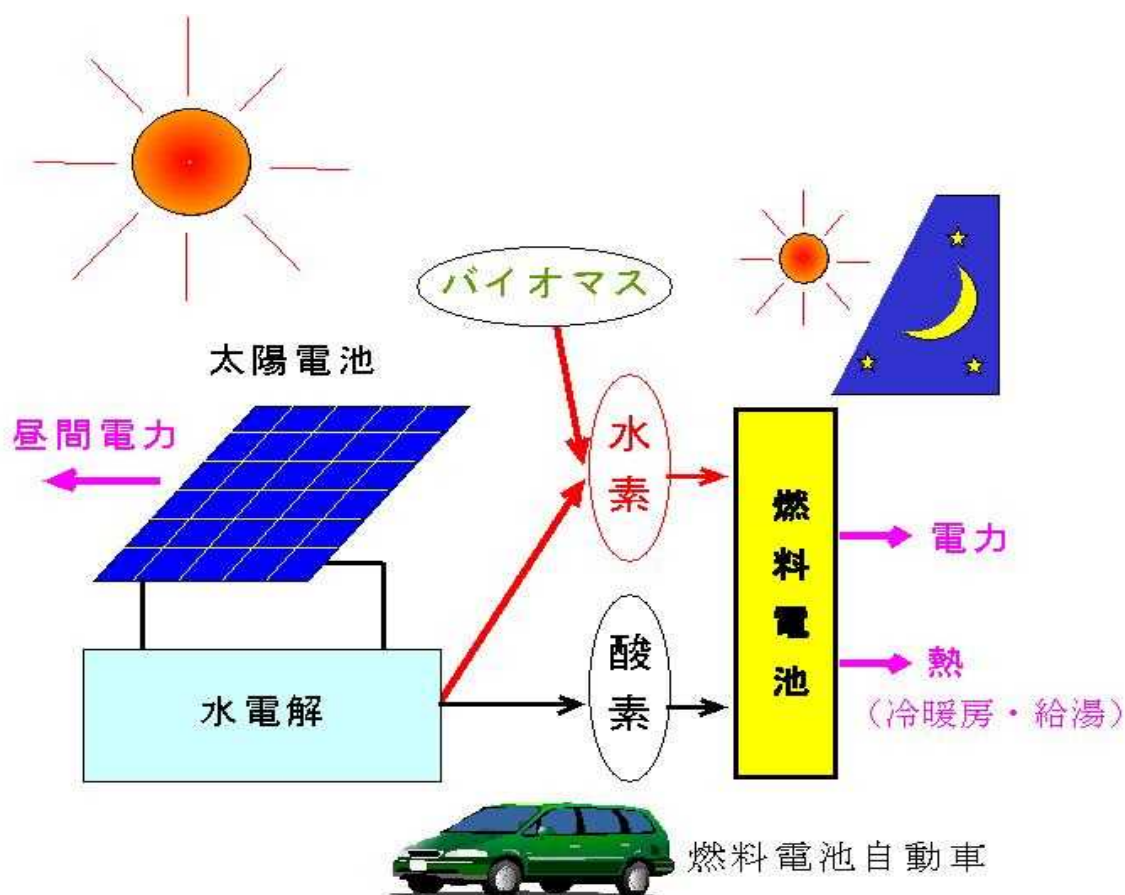 バイオマス
太陽電池
昼間電力
水素
燃料電池
電力
酸素
熱
(冷暖房・給湯)
水電解
燃料電池自動車